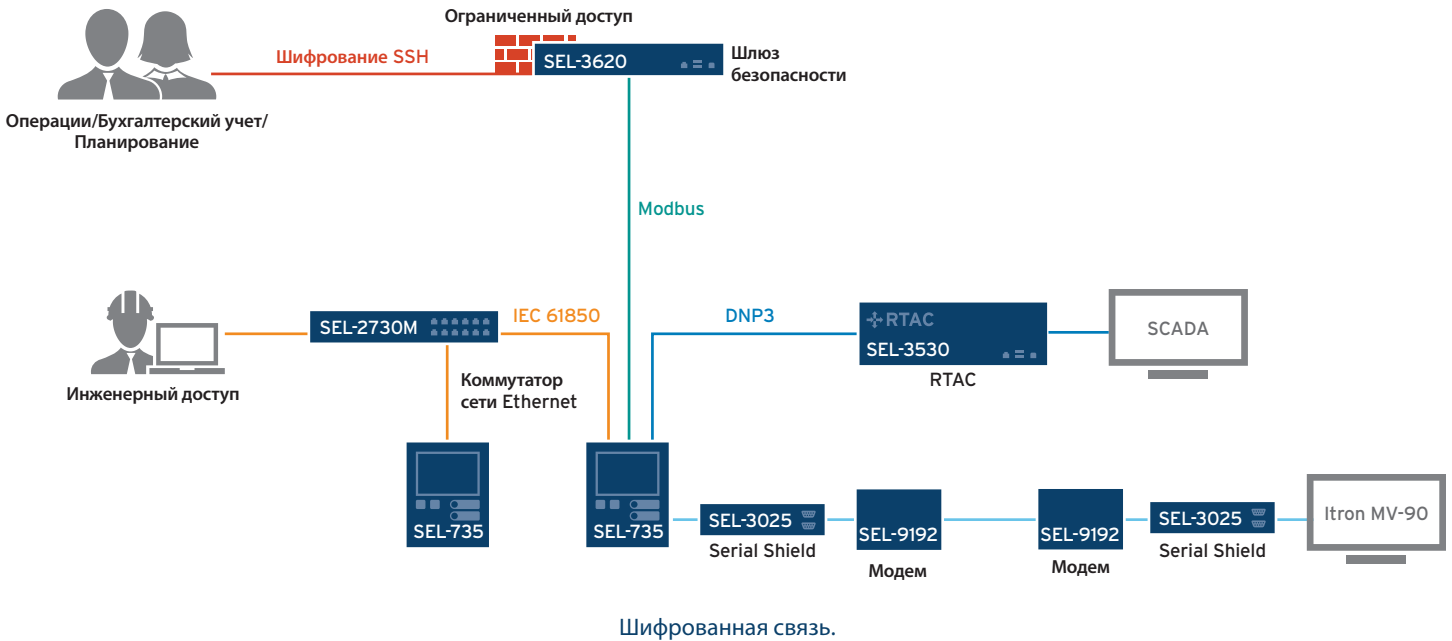 Ограниченный доступ
Шифрование SSH
SEL-3620
Шлюз
безопасности
Операции/Бухгалтерский учет/
Планирование
Modbus
SEL-2730M
IEC 61850
DNP3
RTAC
SEL-3530
RTAC
SCADA
Инженерный доступ
Коммутатор
сети Ethernet
SEL-735
SEL-735
SEL-3025
Serial Shield
SEL-9192
Модем
SEL-9192
Модем
SEL-3025
Serial Shield
Itron MV-90
Шифрованная связь.